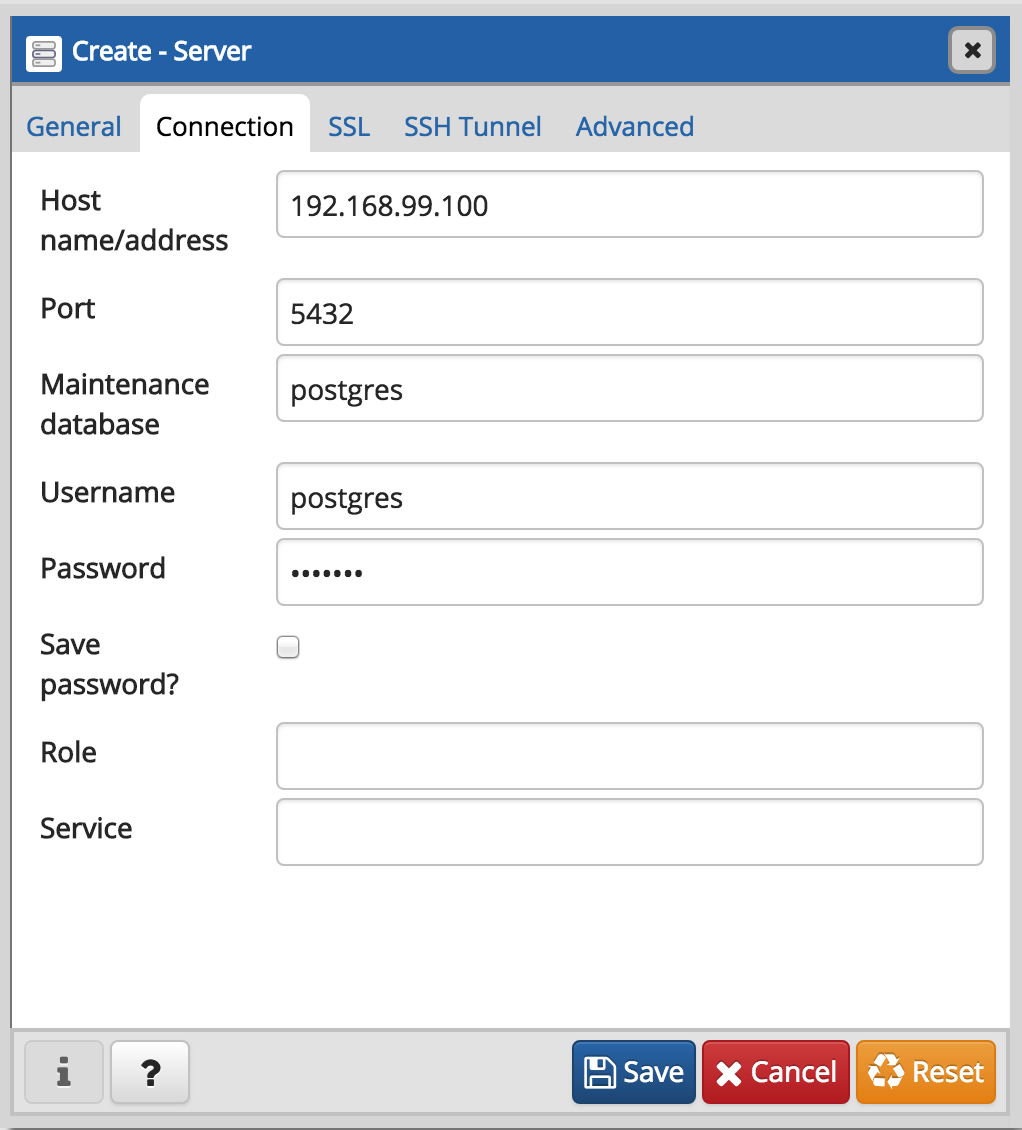 Create - Server
General Connection SSL SSH Tunnel Advanced
Host
name/address
192.168.99.100
Port
5432
Maintenance
database
postgres
Username
postgres
Password
•••••••
Save
password?
Role
Service
i ? Save Cancel Reset